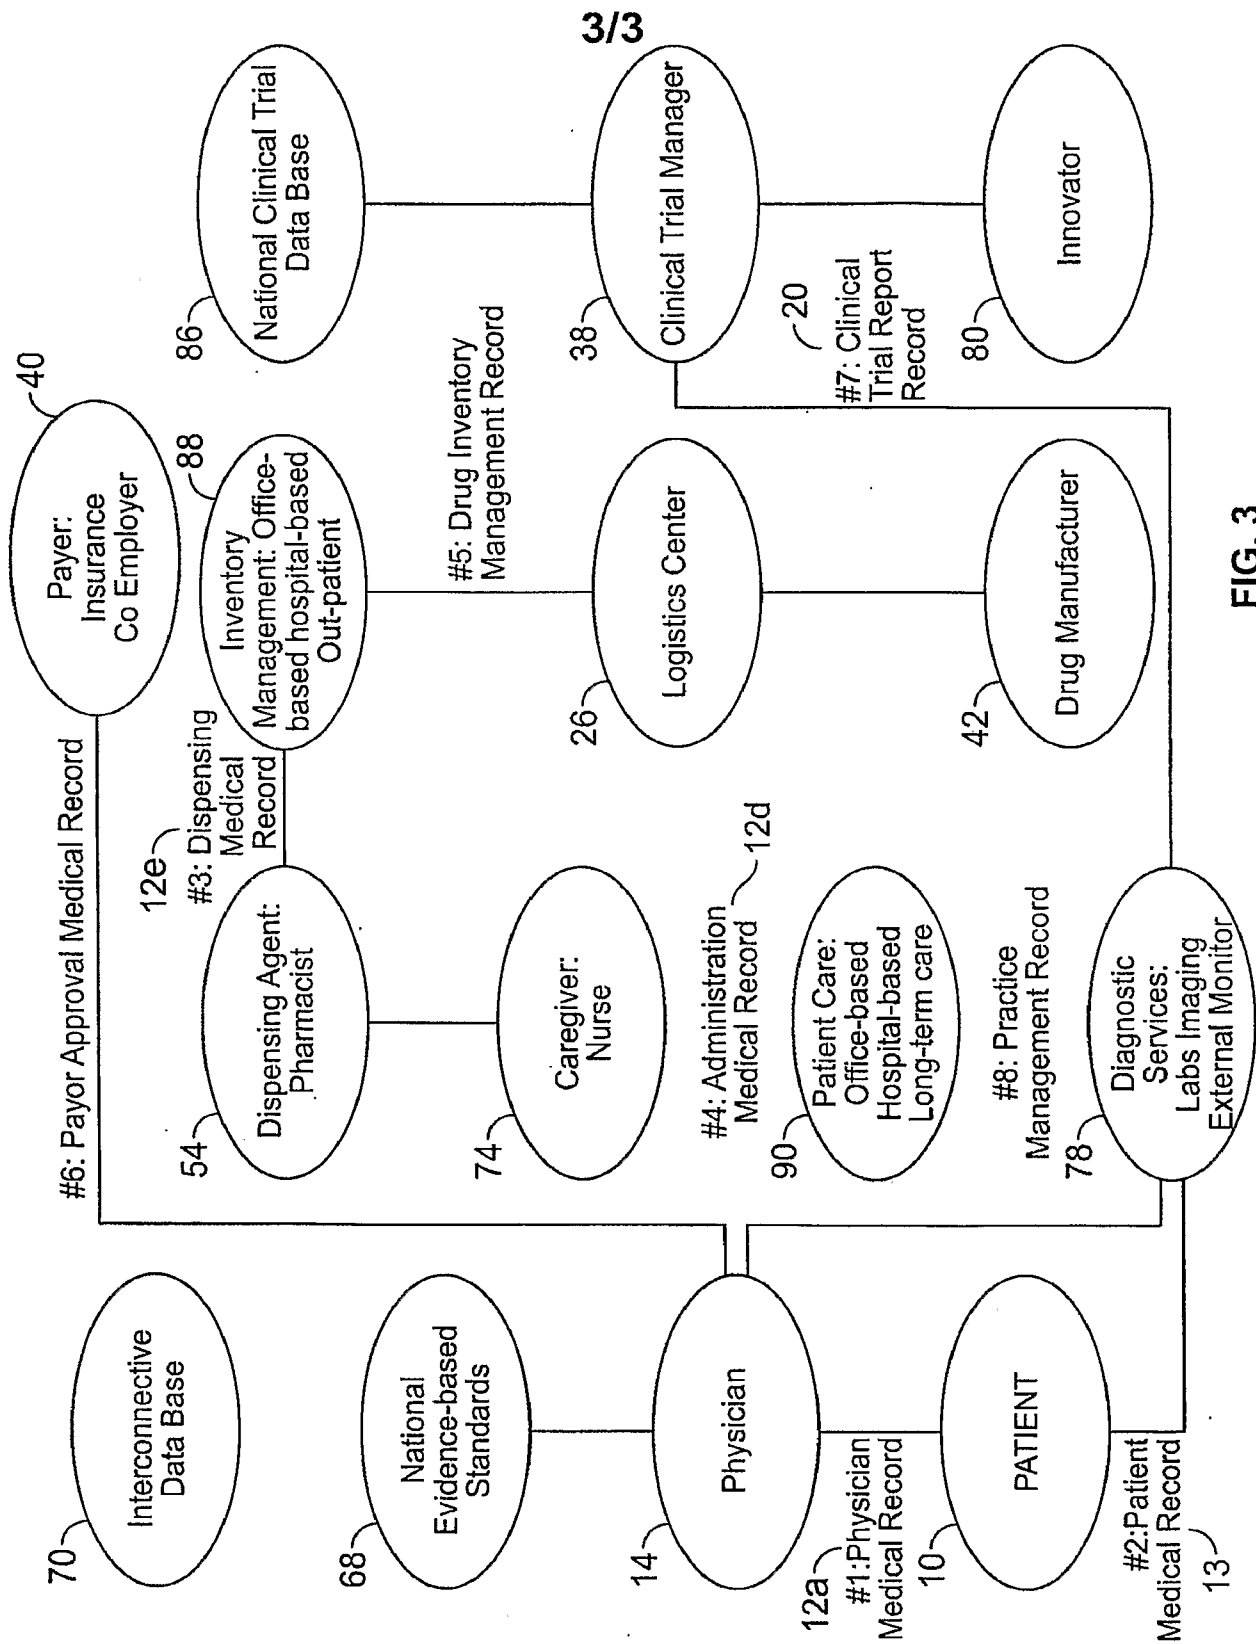 3/3
70
Interconnective
Data Base
68
National
Evidence-based
Standards
14
Physician
12a
#1:Physician
Medical Record
10
PATIENT
#2:Patient
Medical Record
13
#6: Payor Approval Medical Record
40
Payer:
Insurance
Co Employer
54
Dispensing Agent:
Pharmacist
12e
#3: Dispensing
Medical
Record
88
Inventory
Management: Office-
based hospital-based
Out-patient
74
Caregiver:
Nurse
#4: Administration
Medical Record
12d
90
Patient Care:
Office-based
Hospital-based
Long-term care
#8: Practice
Management Record
78
Diagnostic
Services:
Labs Imaging
External Monitor
#5: Drug Inventory
Management Record
26
Logistics Center
42
Drug Manufacturer
86
National Clinical Trial
Data Base
38
Clinical Trial Manager
20
#7: Clinical
Trial Report
Record
80
Innovator
FIG. 3